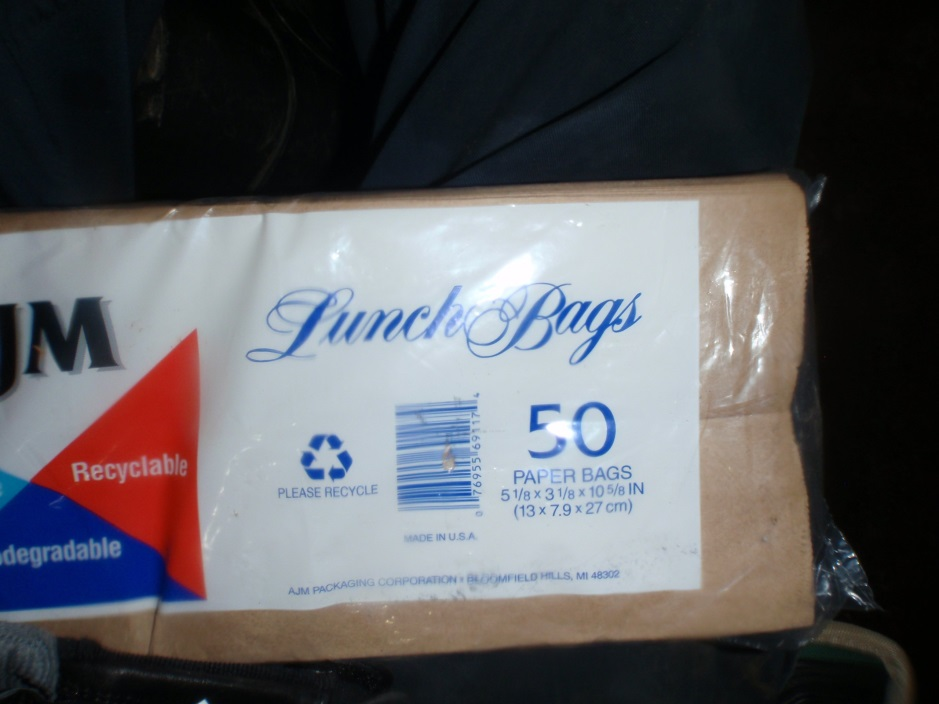 JM
Lunch Bags
Recyclable
odegradable
PLEASE RECYCLE
0 76955 69117 4
50
PAPER BAGS
5 1/8 x 3 1/8 x 10 5/8 IN
(13 x 7.9 x 27 cm)
MADE IN U.S.A.
AJM PACKAGING CORPORATION • BLOOMFIELD HILLS, MI 48302